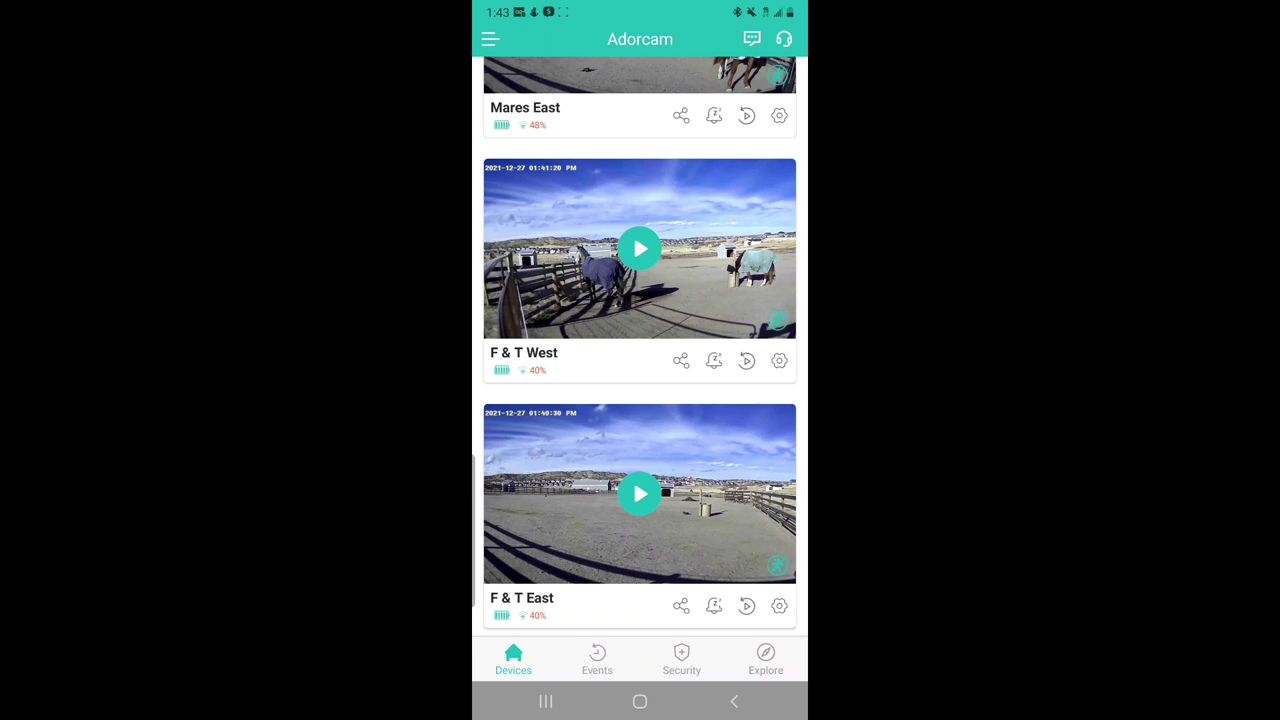 1:43
Adorcam
Mares East
48%
2021-12-27 01:41:20 PM
F & T West
40%
2021-12-27 01:40:30 PM
F & T East
40%
Devices
Events
Security
Explore